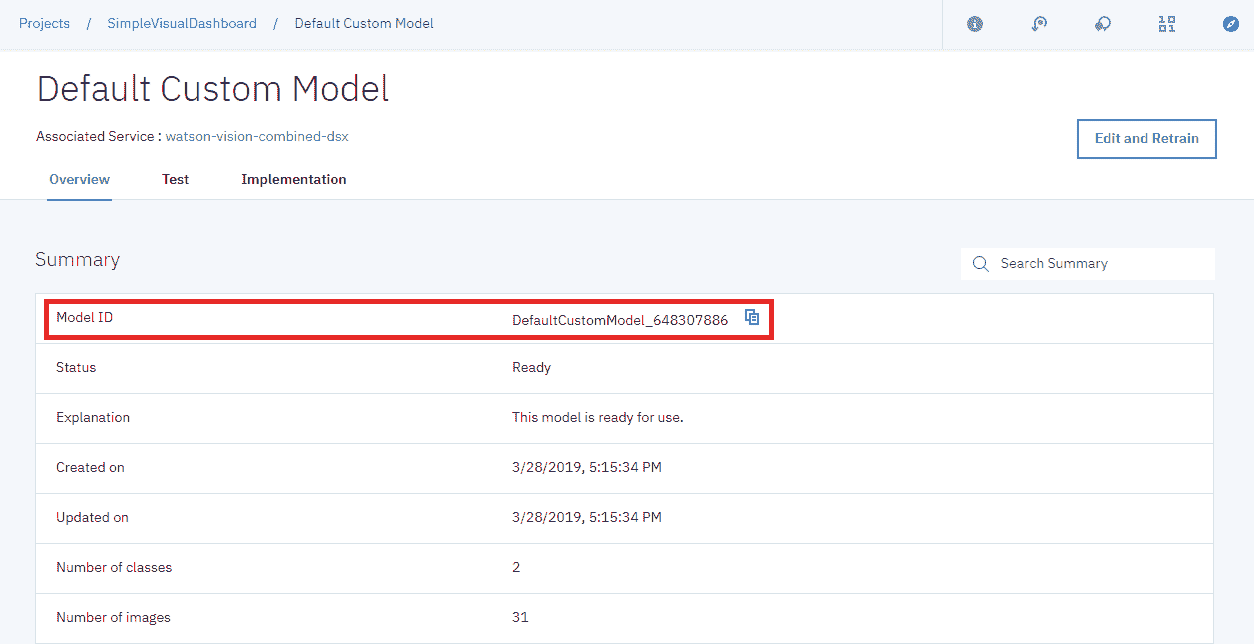 Projects / SimpleVisualDashboard / Default Custom Model
Default Custom Model
Associated Service : watson-vision-combined-dsx
Edit and Retrain
Overview Test Implementation
Summary
Search Summary
Model ID DefaultCustomModel_648307886
Status Ready
Explanation This model is ready for use.
Created on 3/28/2019, 5:15:34 PM
Updated on 3/28/2019, 5:15:34 PM
Number of classes 2
Number of images 31